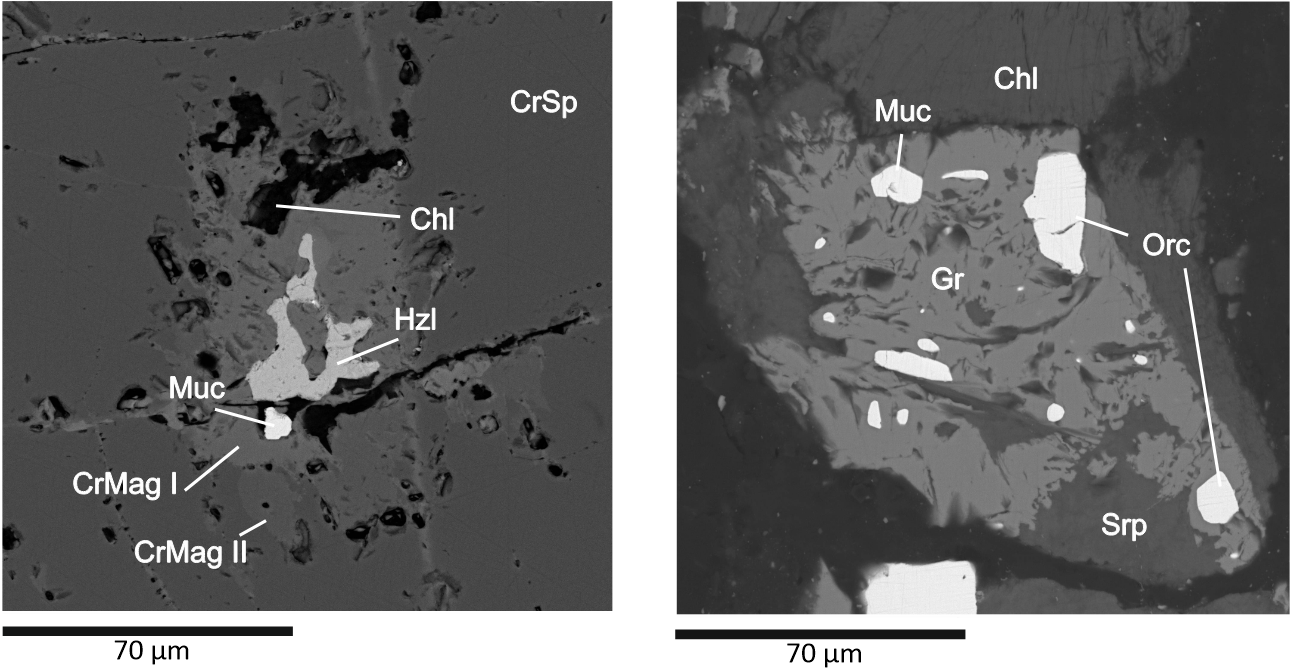 CrSp
Chl
Hzl
Muc
CrMag I
CrMag II
70 µm
Chl
Muc
Orc
Gr
Srp
70 µm